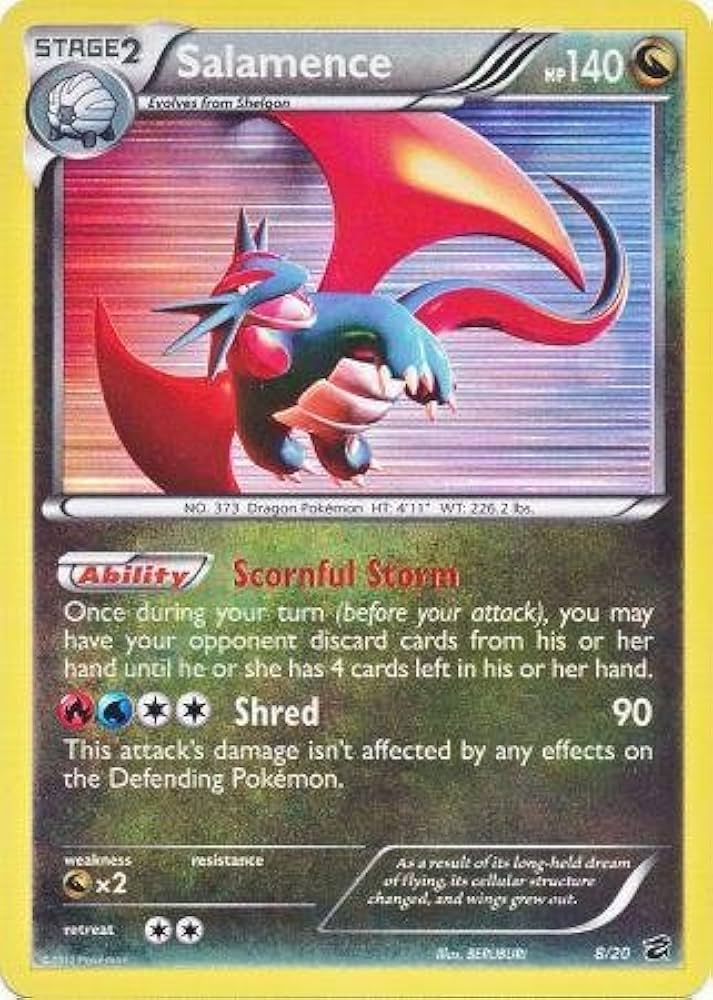 STAGE2
Salamence
HP140
Evolves from Shelgon
NO. 373 Dragon Pokémon HT: 4'11" WT: 226.2 lbs.
Ability Scornful Storm
Once during your turn (before your attack), you may
have your opponent discard cards from his or her
hand until he or she has 4 cards left in his or her hand.
Shred 90
This attack's damage isn't affected by any effects on
the Defending Pokémon.
weakness resistance
×2
As a result of its long-held dream
of flying, its cellular structure
changed, and wings grew out.
retreat
©2012 Pokémon Illus. BERUBURI 8/20